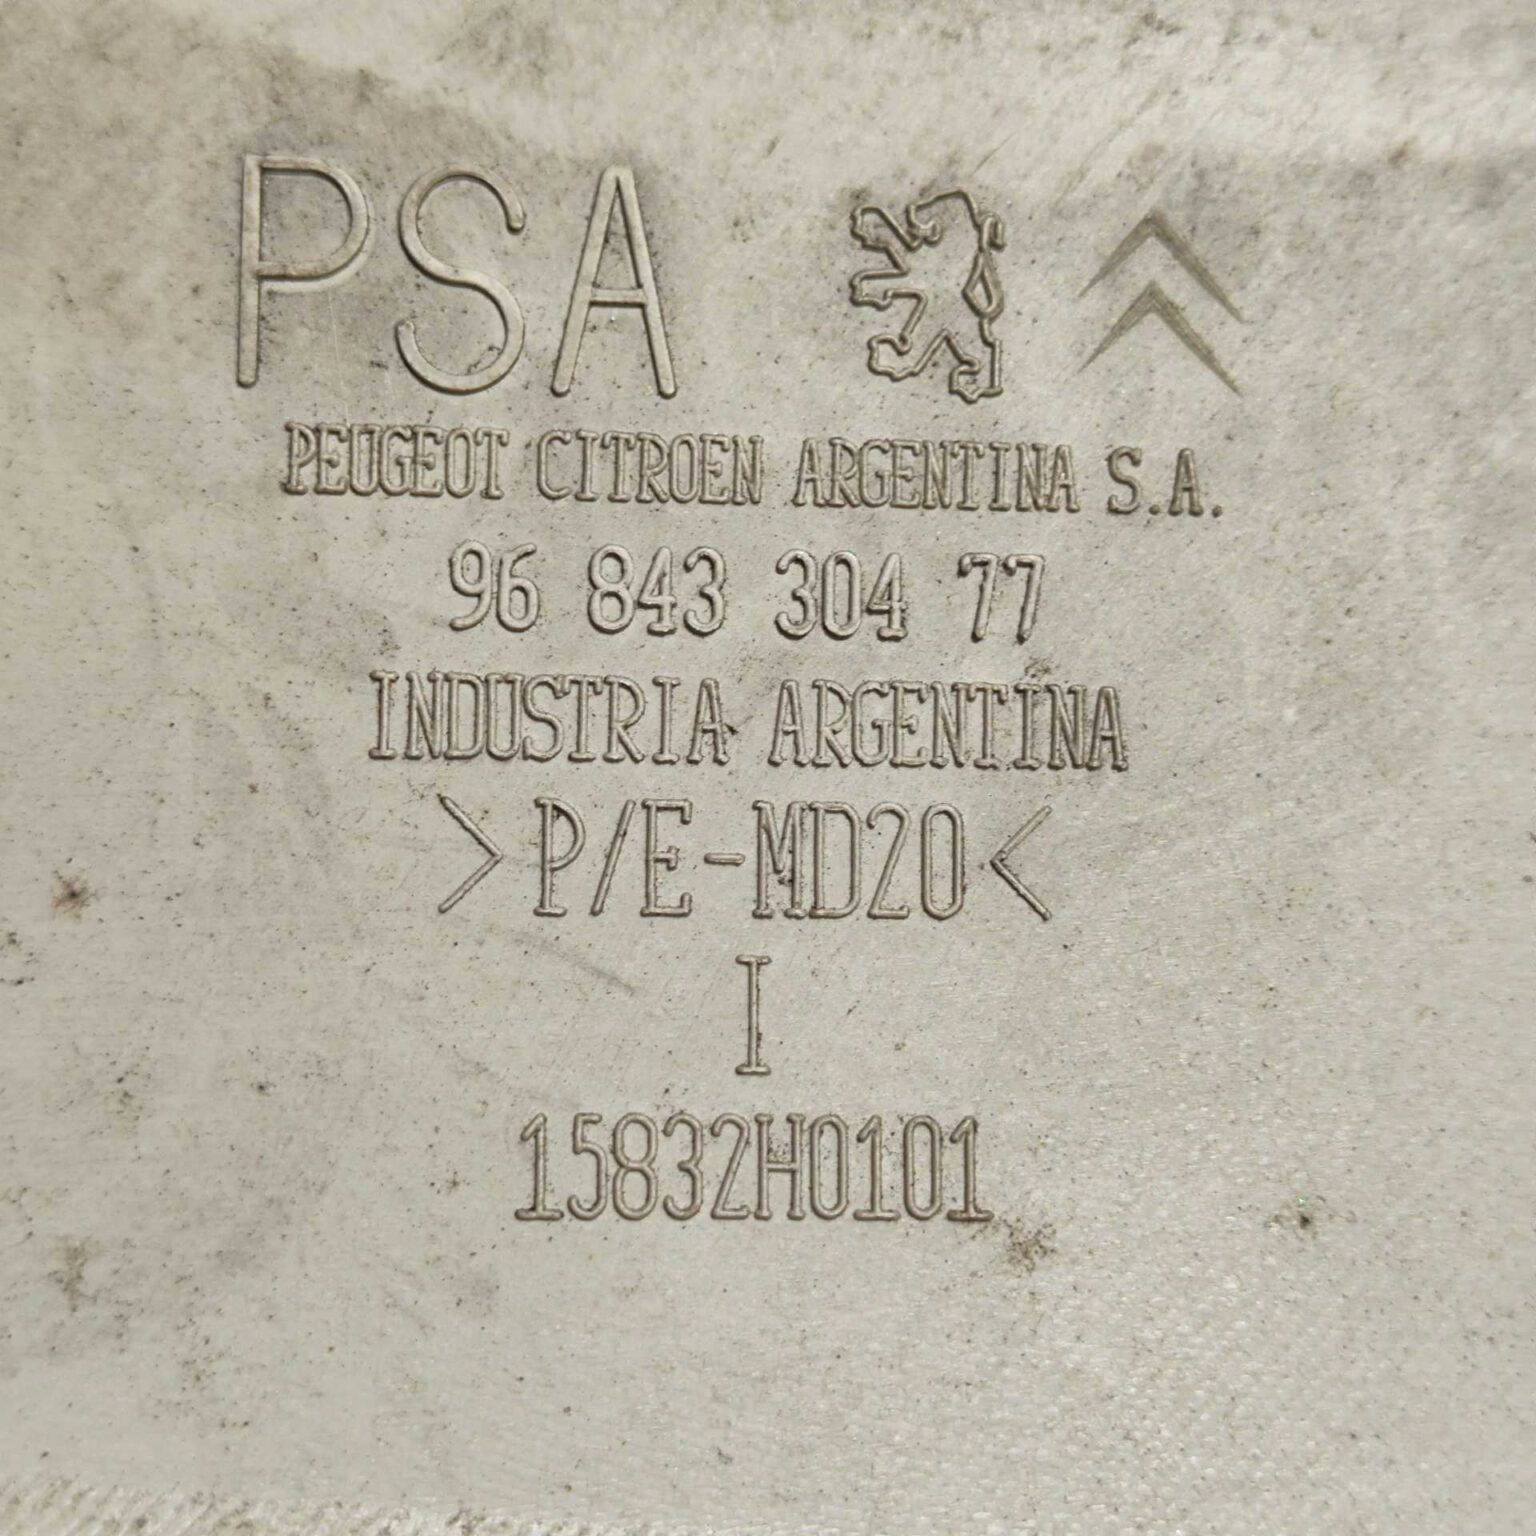 PSA
PEUGEOT CITROEN ARGENTINA S.A.
96 843 304 77
INDUSTRIA ARGENTINA
>P/E-MD20<
I
15832H0101